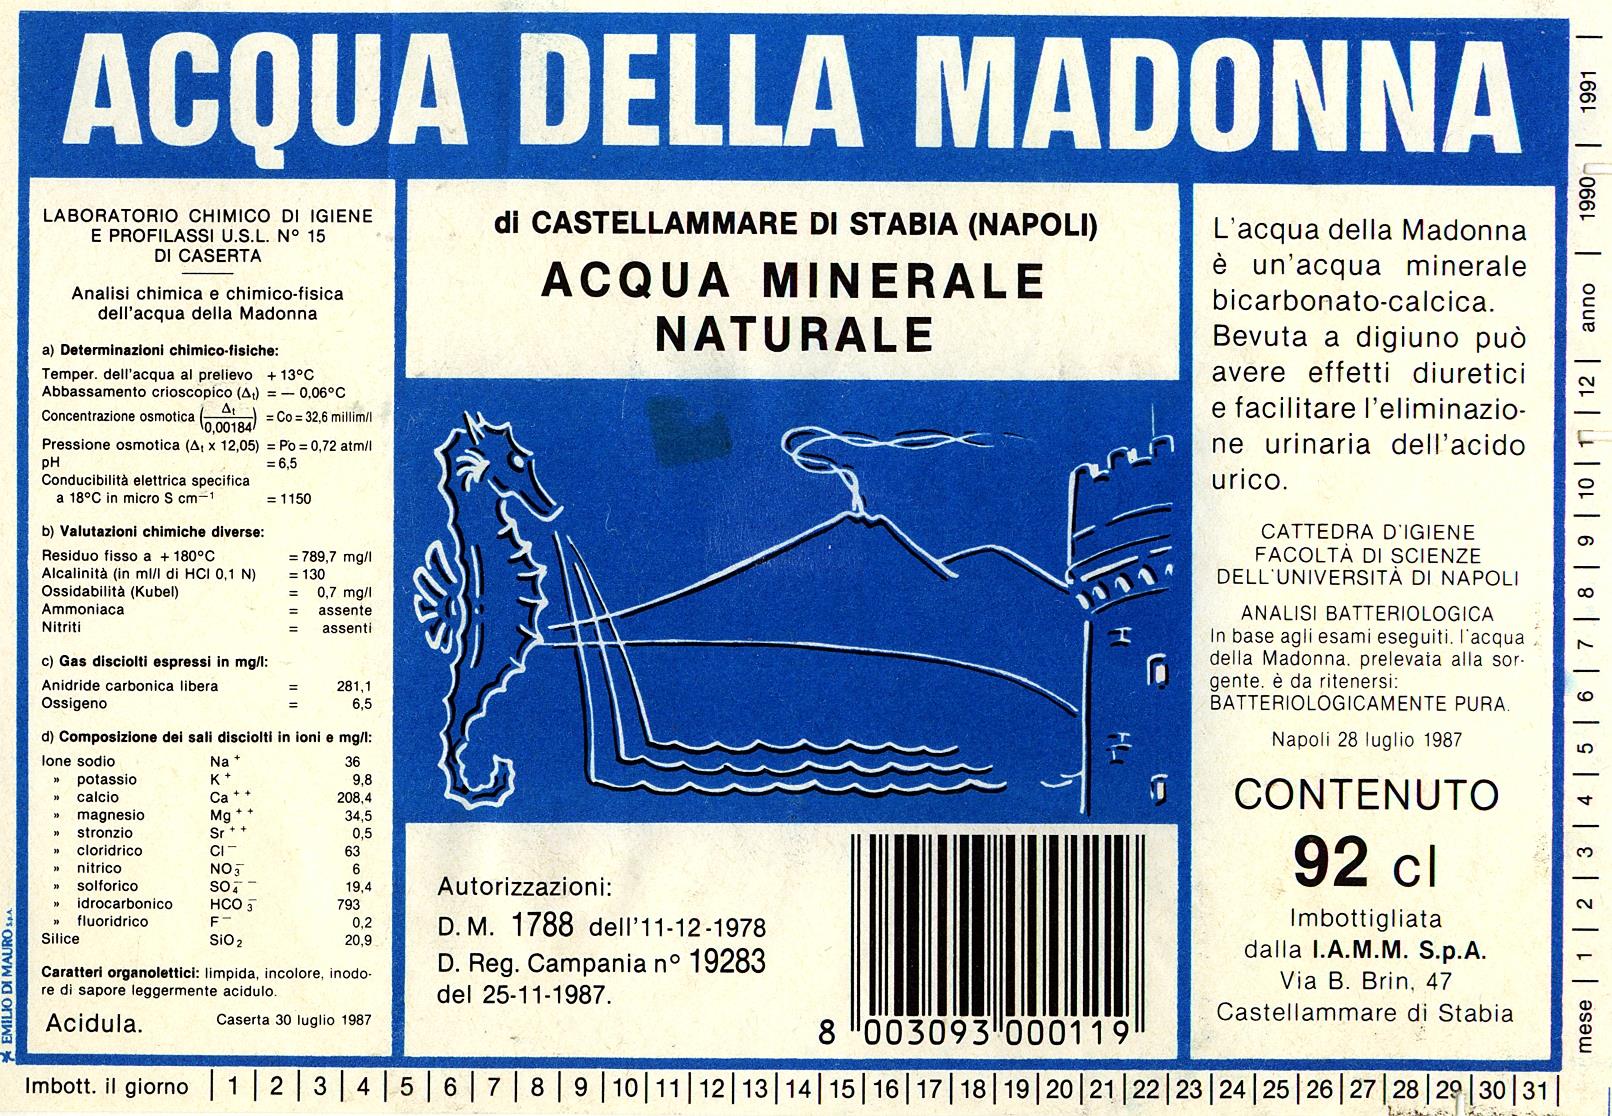 ACQUA DELLA MADONNA
LABORATORIO CHIMICO DI IGIENE
E PROFILASSI U.S.L. N° 15
DI CASERTA
Analisi chimica e chimico-fisica
dell'acqua della Madonna
a) Determinazioni chimico-fisiche:
Temper. dell'acqua al prelievo + 13°C
Abbassamento crioscopico (Δt) = — 0,06°C
Concentrazione osmotica (Δt/0,00184) = Co = 32,6 millim/l
Pressione osmotica (Δt x 12,05) = Po = 0,72 atm/l
pH = 6,5
Conducibilità elettrica specifica
a 18°C in micro S cm⁻¹ = 1150
b) Valutazioni chimiche diverse:
Residuo fisso a + 180°C = 789,7 mg/l
Alcalinità (in ml/l di HCl 0,1 N) = 130
Ossidabilità (Kubel) = 0,7 mg/l
Ammoniaca = assente
Nitriti = assenti
c) Gas disciolti espressi in mg/l:
Anidride carbonica libera = 281,1
Ossigeno = 6,5
d) Composizione dei sali disciolti in ioni e mg/l:
Ione sodio Na + 36
» potassio K + 9,8
» calcio Ca + + 208,4
» magnesio Mg + + 34,5
» stronzio Sr + + 0,5
» cloridrico Cl − 63
» nitrico NO3 − 6
» solforico SO4 − − 19,4
» idrocarbonico HCO3 − 793
» fluoridrico F − 0,2
Silice SiO2 20,9
Caratteri organolettici: limpida, incolore, inodo-
re di sapore leggermente acidulo.
Acidula. Caserta 30 luglio 1987
di CASTELLAMMARE DI STABIA (NAPOLI)
ACQUA MINERALE
NATURALE
Autorizzazioni:
D. M. 1788 dell'11-12-1978
D. Reg. Campania n° 19283
del 25-11-1987.
8 003093 000119
L'acqua della Madonna
è un'acqua minerale
bicarbonato-calcica.
Bevuta a digiuno può
avere effetti diuretici
e facilitare l'eliminazio-
ne urinaria dell'acido
urico.
CATTEDRA D'IGIENE
FACOLTÀ DI SCIENZE
DELL'UNIVERSITÀ DI NAPOLI
ANALISI BATTERIOLOGICA
In base agli esami eseguiti, l'acqua
della Madonna, prelevata alla sor-
gente, è da ritenersi:
BATTERIOLOGICAMENTE PURA.
Napoli 28 luglio 1987
CONTENUTO
92 cl
Imbottigliata
dalla I.A.M.M. S.p.A.
Via B. Brin, 47
Castellammare di Stabia
mese | 1 | 2 | 3 | 4 | 5 | 6 | 7 | 8 | 9 | 10 | 11 | 12 | anno | 1990 | 1991 |
Imbott. il giorno | 1 | 2 | 3 | 4 | 5 | 6 | 7 | 8 | 9 | 10 | 11 | 12 | 13 | 14 | 15 | 16 | 17 | 18 | 19 | 20 | 21 | 22 | 23 | 24 | 25 | 26 | 27 | 28 | 29 | 30 | 31 |
EMILIO DI MAURO S.p.A.